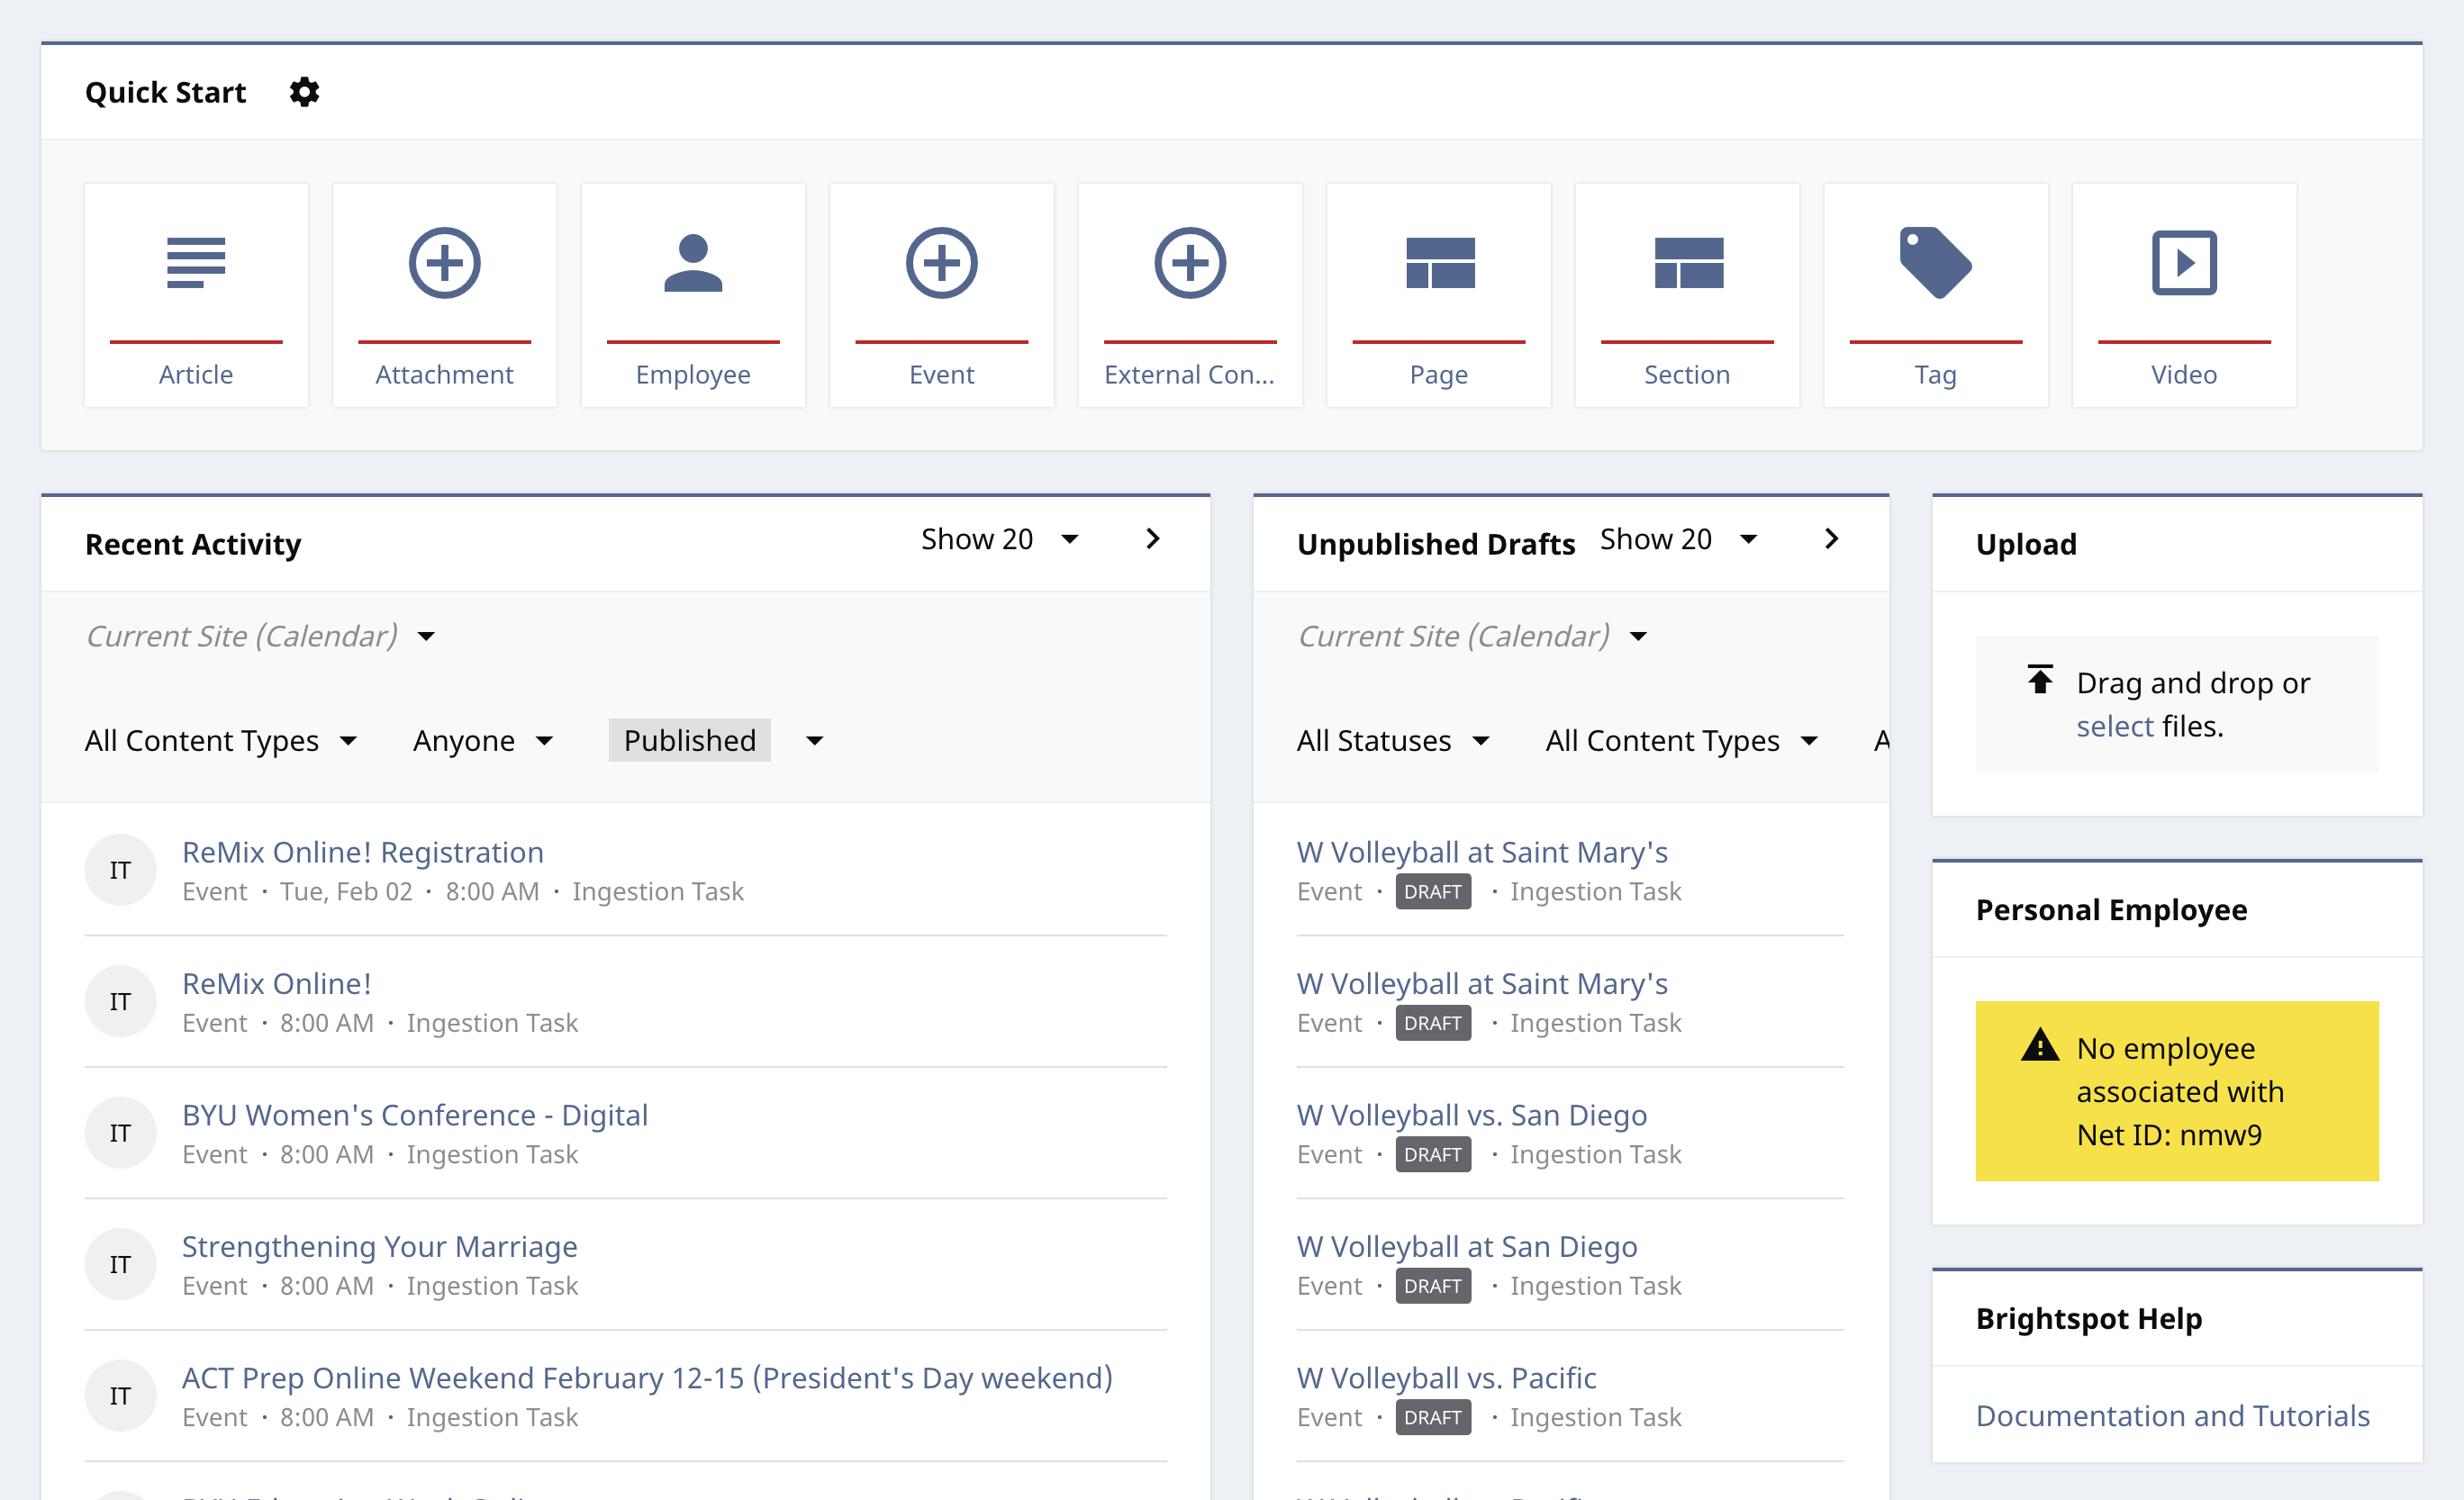 Quick Start
Article
Attachment
Employee
Event
External Con...
Page
Section
Tag
Video
Recent Activity
Show 20
Current Site (Calendar)
All Content Types
Anyone
Published
IT
ReMix Online! Registration
Event · Tue, Feb 02 · 8:00 AM · Ingestion Task
IT
ReMix Online!
Event · 8:00 AM · Ingestion Task
IT
BYU Women's Conference - Digital
Event · 8:00 AM · Ingestion Task
IT
Strengthening Your Marriage
Event · 8:00 AM · Ingestion Task
IT
ACT Prep Online Weekend February 12-15 (President's Day weekend)
Event · 8:00 AM · Ingestion Task
Unpublished Drafts
Show 20
Current Site (Calendar)
All Statuses
All Content Types
A
W Volleyball at Saint Mary's
Event · DRAFT · Ingestion Task
W Volleyball at Saint Mary's
Event · DRAFT · Ingestion Task
W Volleyball vs. San Diego
Event · DRAFT · Ingestion Task
W Volleyball at San Diego
Event · DRAFT · Ingestion Task
W Volleyball vs. Pacific
Event · DRAFT · Ingestion Task
Upload
Drag and drop or
select files.
Personal Employee
No employee
associated with
Net ID: nmw9
Brightspot Help
Documentation and Tutorials